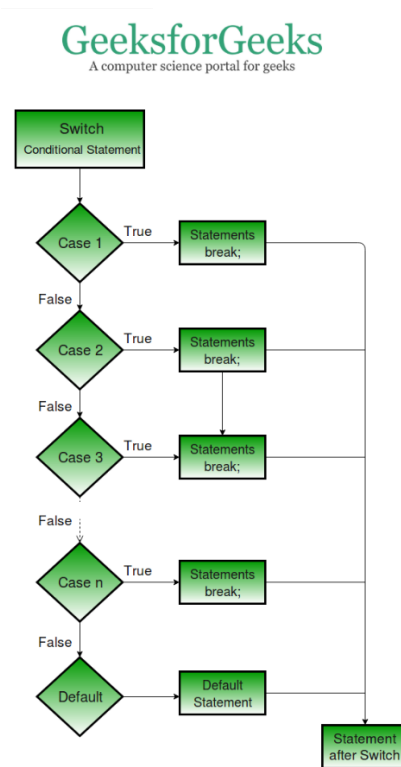 GeeksforGeeks
A computer science portal for geeks
Switch
Conditional Statement
Case 1
True
Statements
break;
False
Case 2
True
Statements
break;
False
Case 3
True
Statements
break;
False
Case n
True
Statements
break;
False
Default
Default
Statement
Statement
after Switch